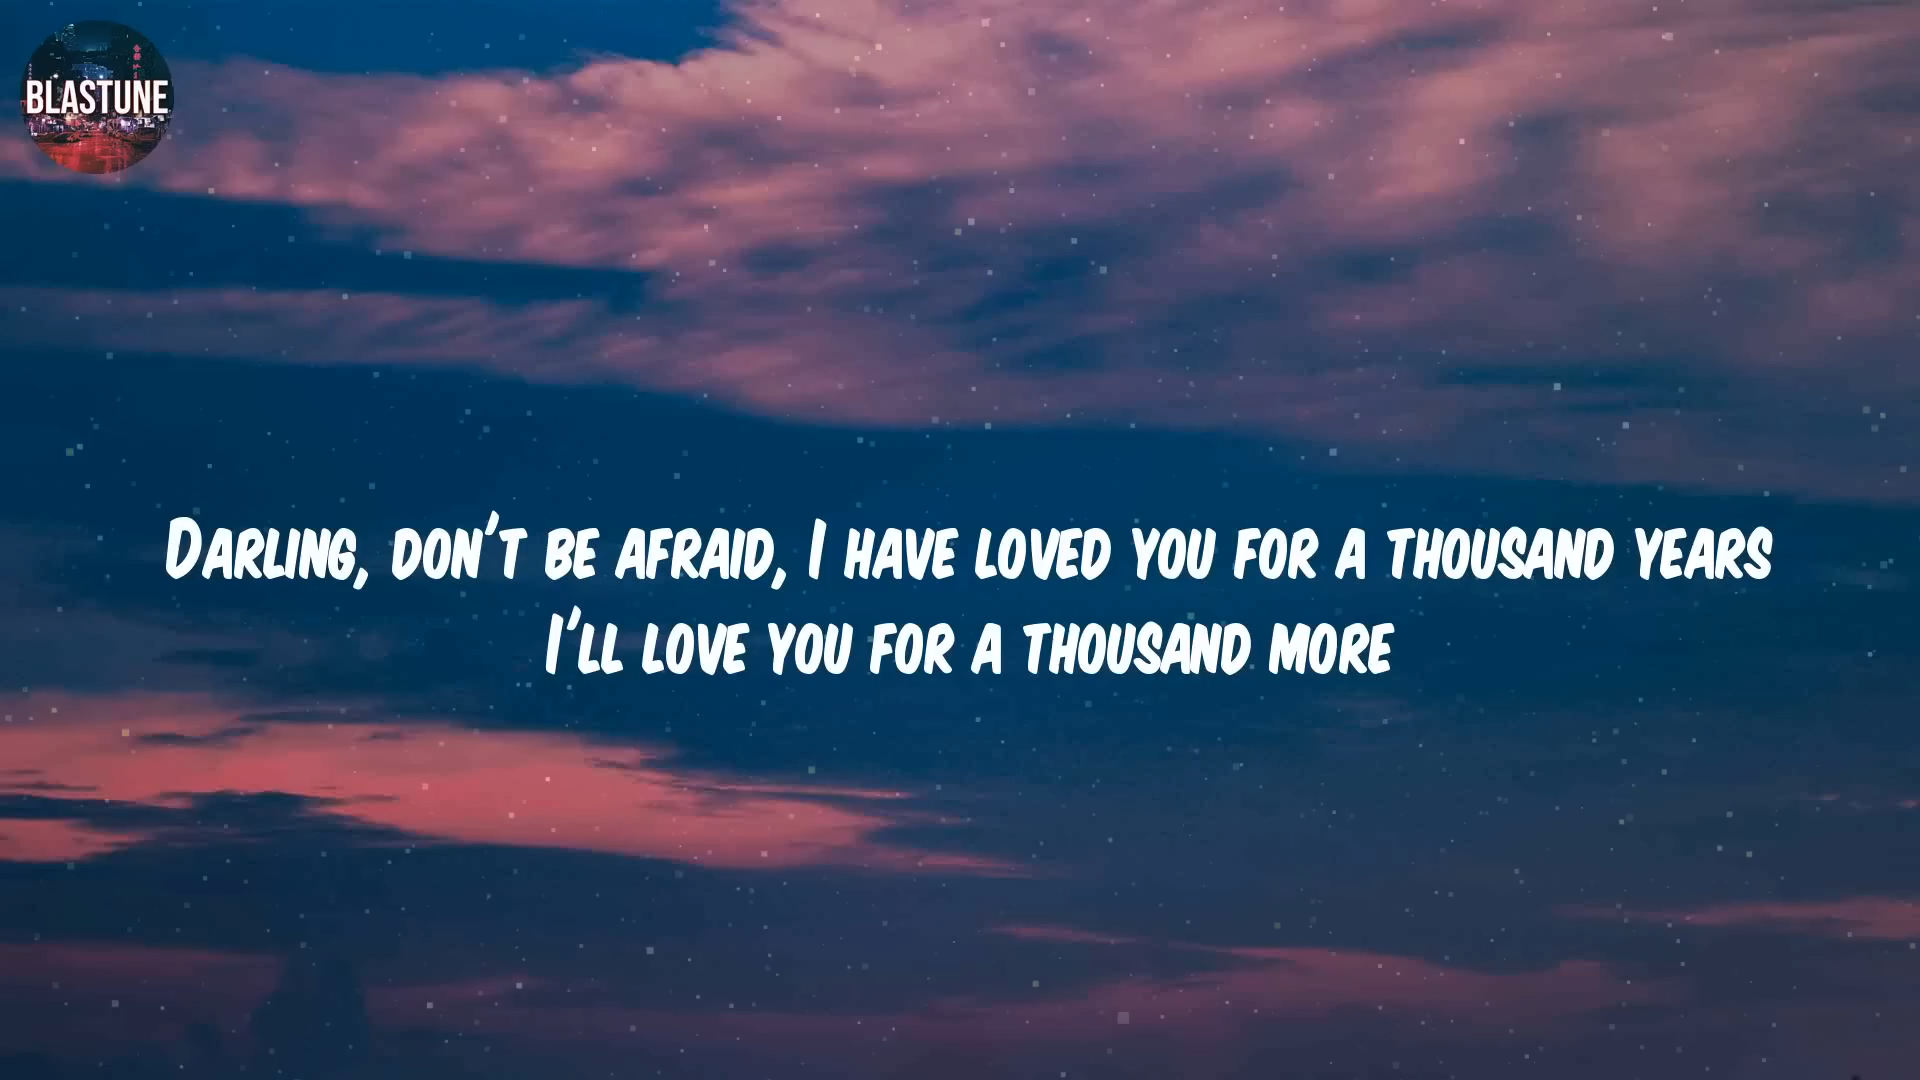 BLASTUNE
DARLING, DON'T BE AFRAID, I HAVE LOVED YOU FOR A THOUSAND YEARS
I'LL LOVE YOU FOR A THOUSAND MORE